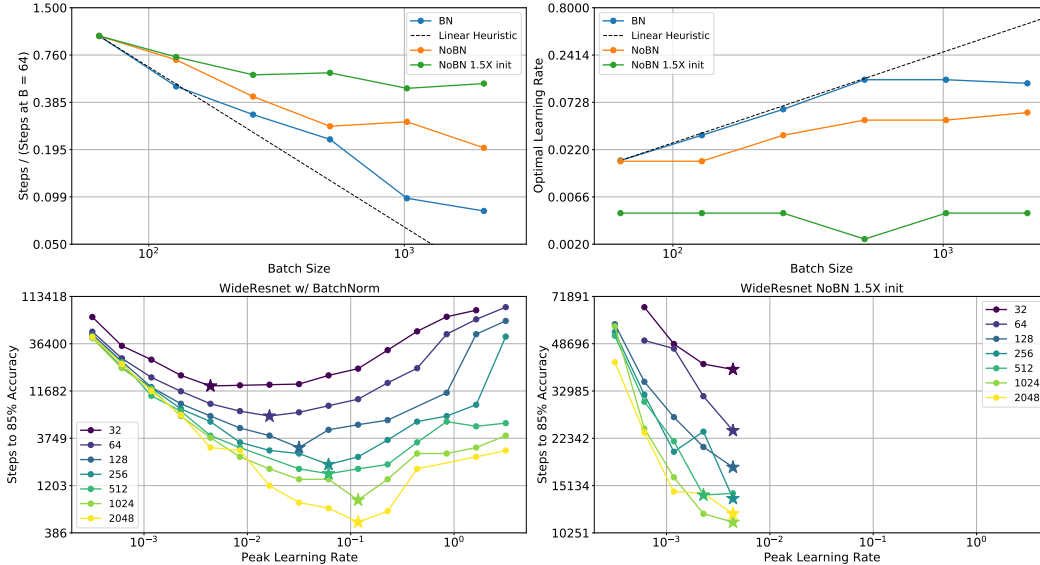 1.500
0.760
0.385
0.195
0.099
0.050
Steps / (Steps at B = 64)
BN
Linear Heuristic
NoBN
NoBN 1.5X init
10²
10³
Batch Size
0.8000
0.2414
0.0728
0.0220
0.0066
0.0020
Optimal Learning Rate
BN
Linear Heuristic
NoBN
NoBN 1.5X init
10²
10³
Batch Size
WideResnet w/ BatchNorm
113418
36400
11682
3749
1203
386
Steps to 85% Accuracy
32
64
128
256
512
1024
2048
10⁻³
10⁻²
10⁻¹
10⁰
Peak Learning Rate
WideResnet NoBN 1.5X init
71891
48696
32985
22342
15134
10251
Steps to 85% Accuracy
32
64
128
256
512
1024
2048
10⁻³
10⁻²
10⁻¹
10⁰
Peak Learning Rate